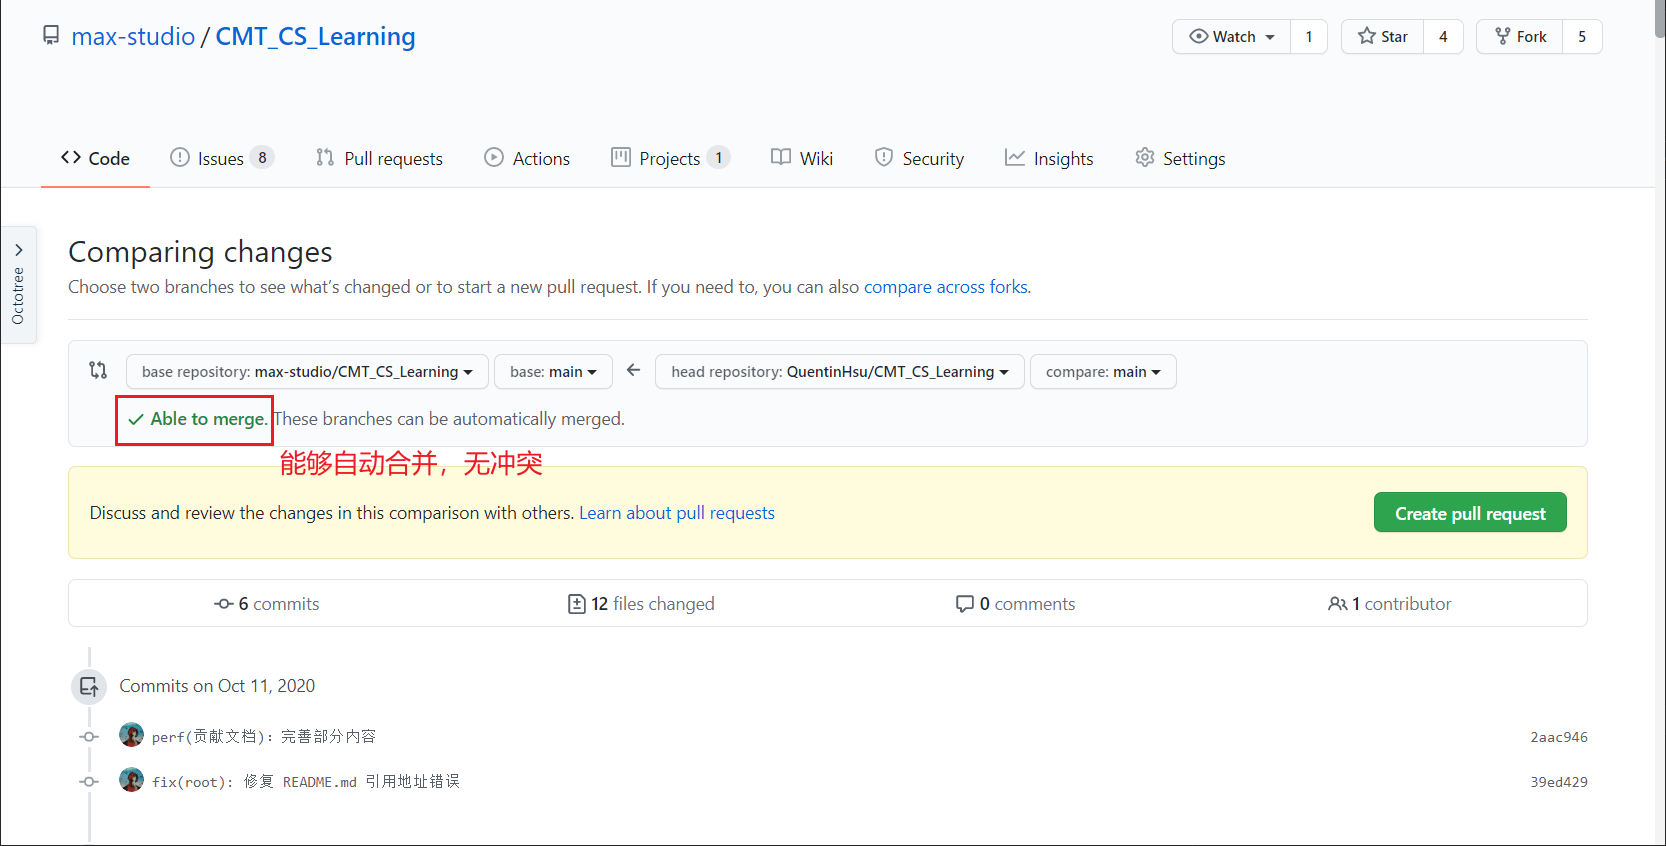 max-studio / CMT_CS_Learning
Watch 1 Star 4 Fork 5
Code Issues 8 Pull requests Actions Projects 1 Wiki Security Insights Settings
Octotree
Comparing changes
Choose two branches to see what's changed or to start a new pull request. If you need to, you can also compare across forks.
base repository: max-studio/CMT_CS_Learning base: main head repository: QuentinHsu/CMT_CS_Learning compare: main
Able to merge. These branches can be automatically merged.
能够自动合并，无冲突
Discuss and review the changes in this comparison with others. Learn about pull requests
Create pull request
6 commits 12 files changed 0 comments 1 contributor
Commits on Oct 11, 2020
perf(贡献文档): 完善部分内容 2aac946
fix(root): 修复 README.md 引用地址错误 39ed429